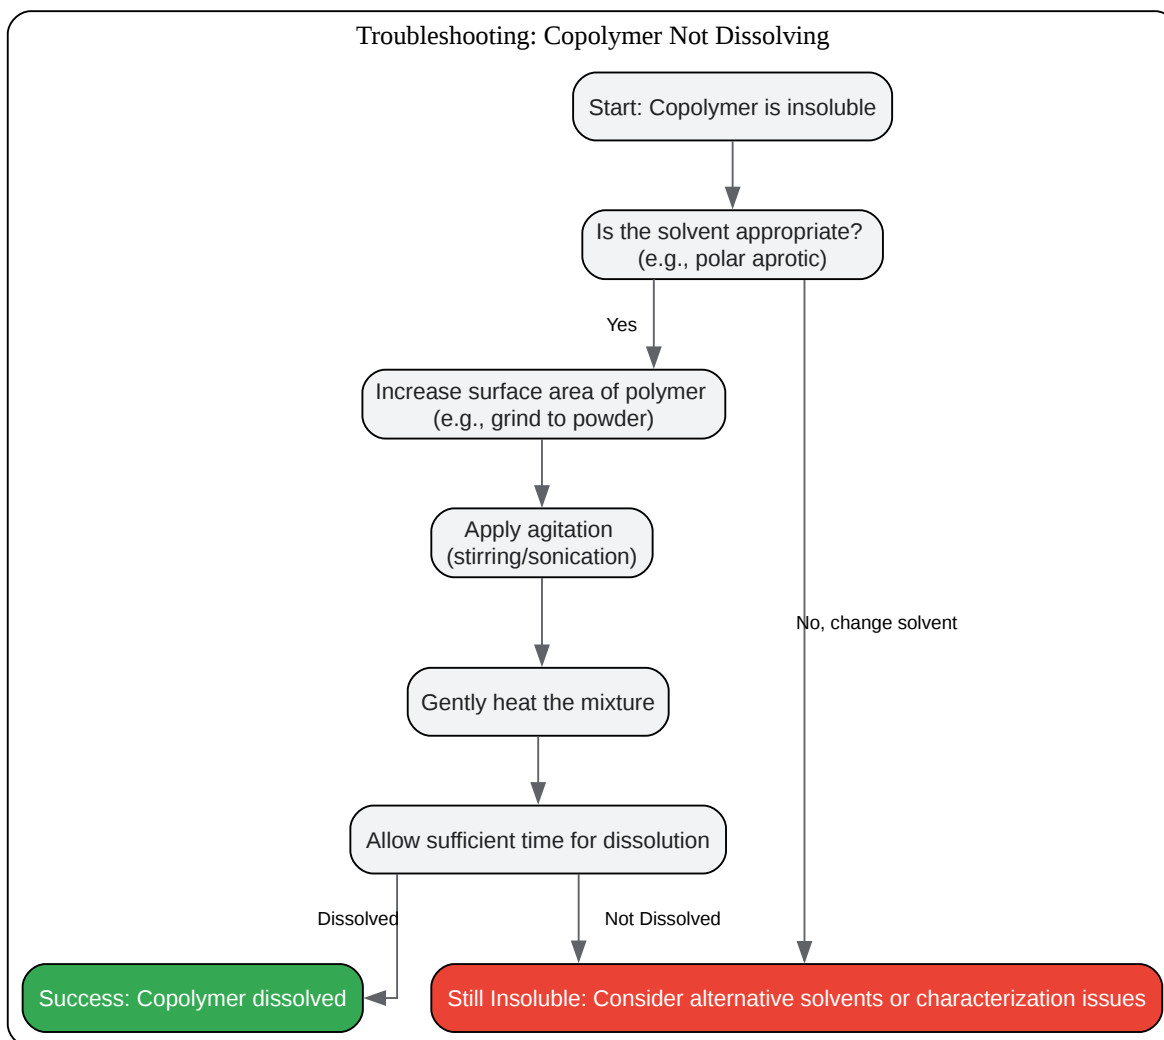 Troubleshooting: Copolymer Not Dissolving
Start: Copolymer is insoluble
Is the solvent appropriate?
(e.g., polar aprotic)
Yes
Increase surface area of polymer
(e.g., grind to powder)
Apply agitation
(stirring/sonication)
No, change solvent
Gently heat the mixture
Allow sufficient time for dissolution
Dissolved
Not Dissolved
Success: Copolymer dissolved
Still Insoluble: Consider alternative solvents or characterization issues